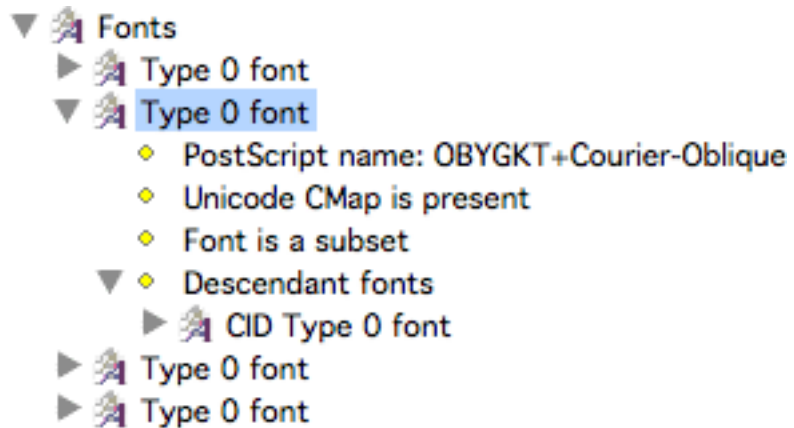 Fonts
Type 0 font
Type 0 font
PostScript name: OBYGKT+Courier-Oblique
Unicode CMap is present
Font is a subset
Descendant fonts
CID Type 0 font
Type 0 font
Type 0 font